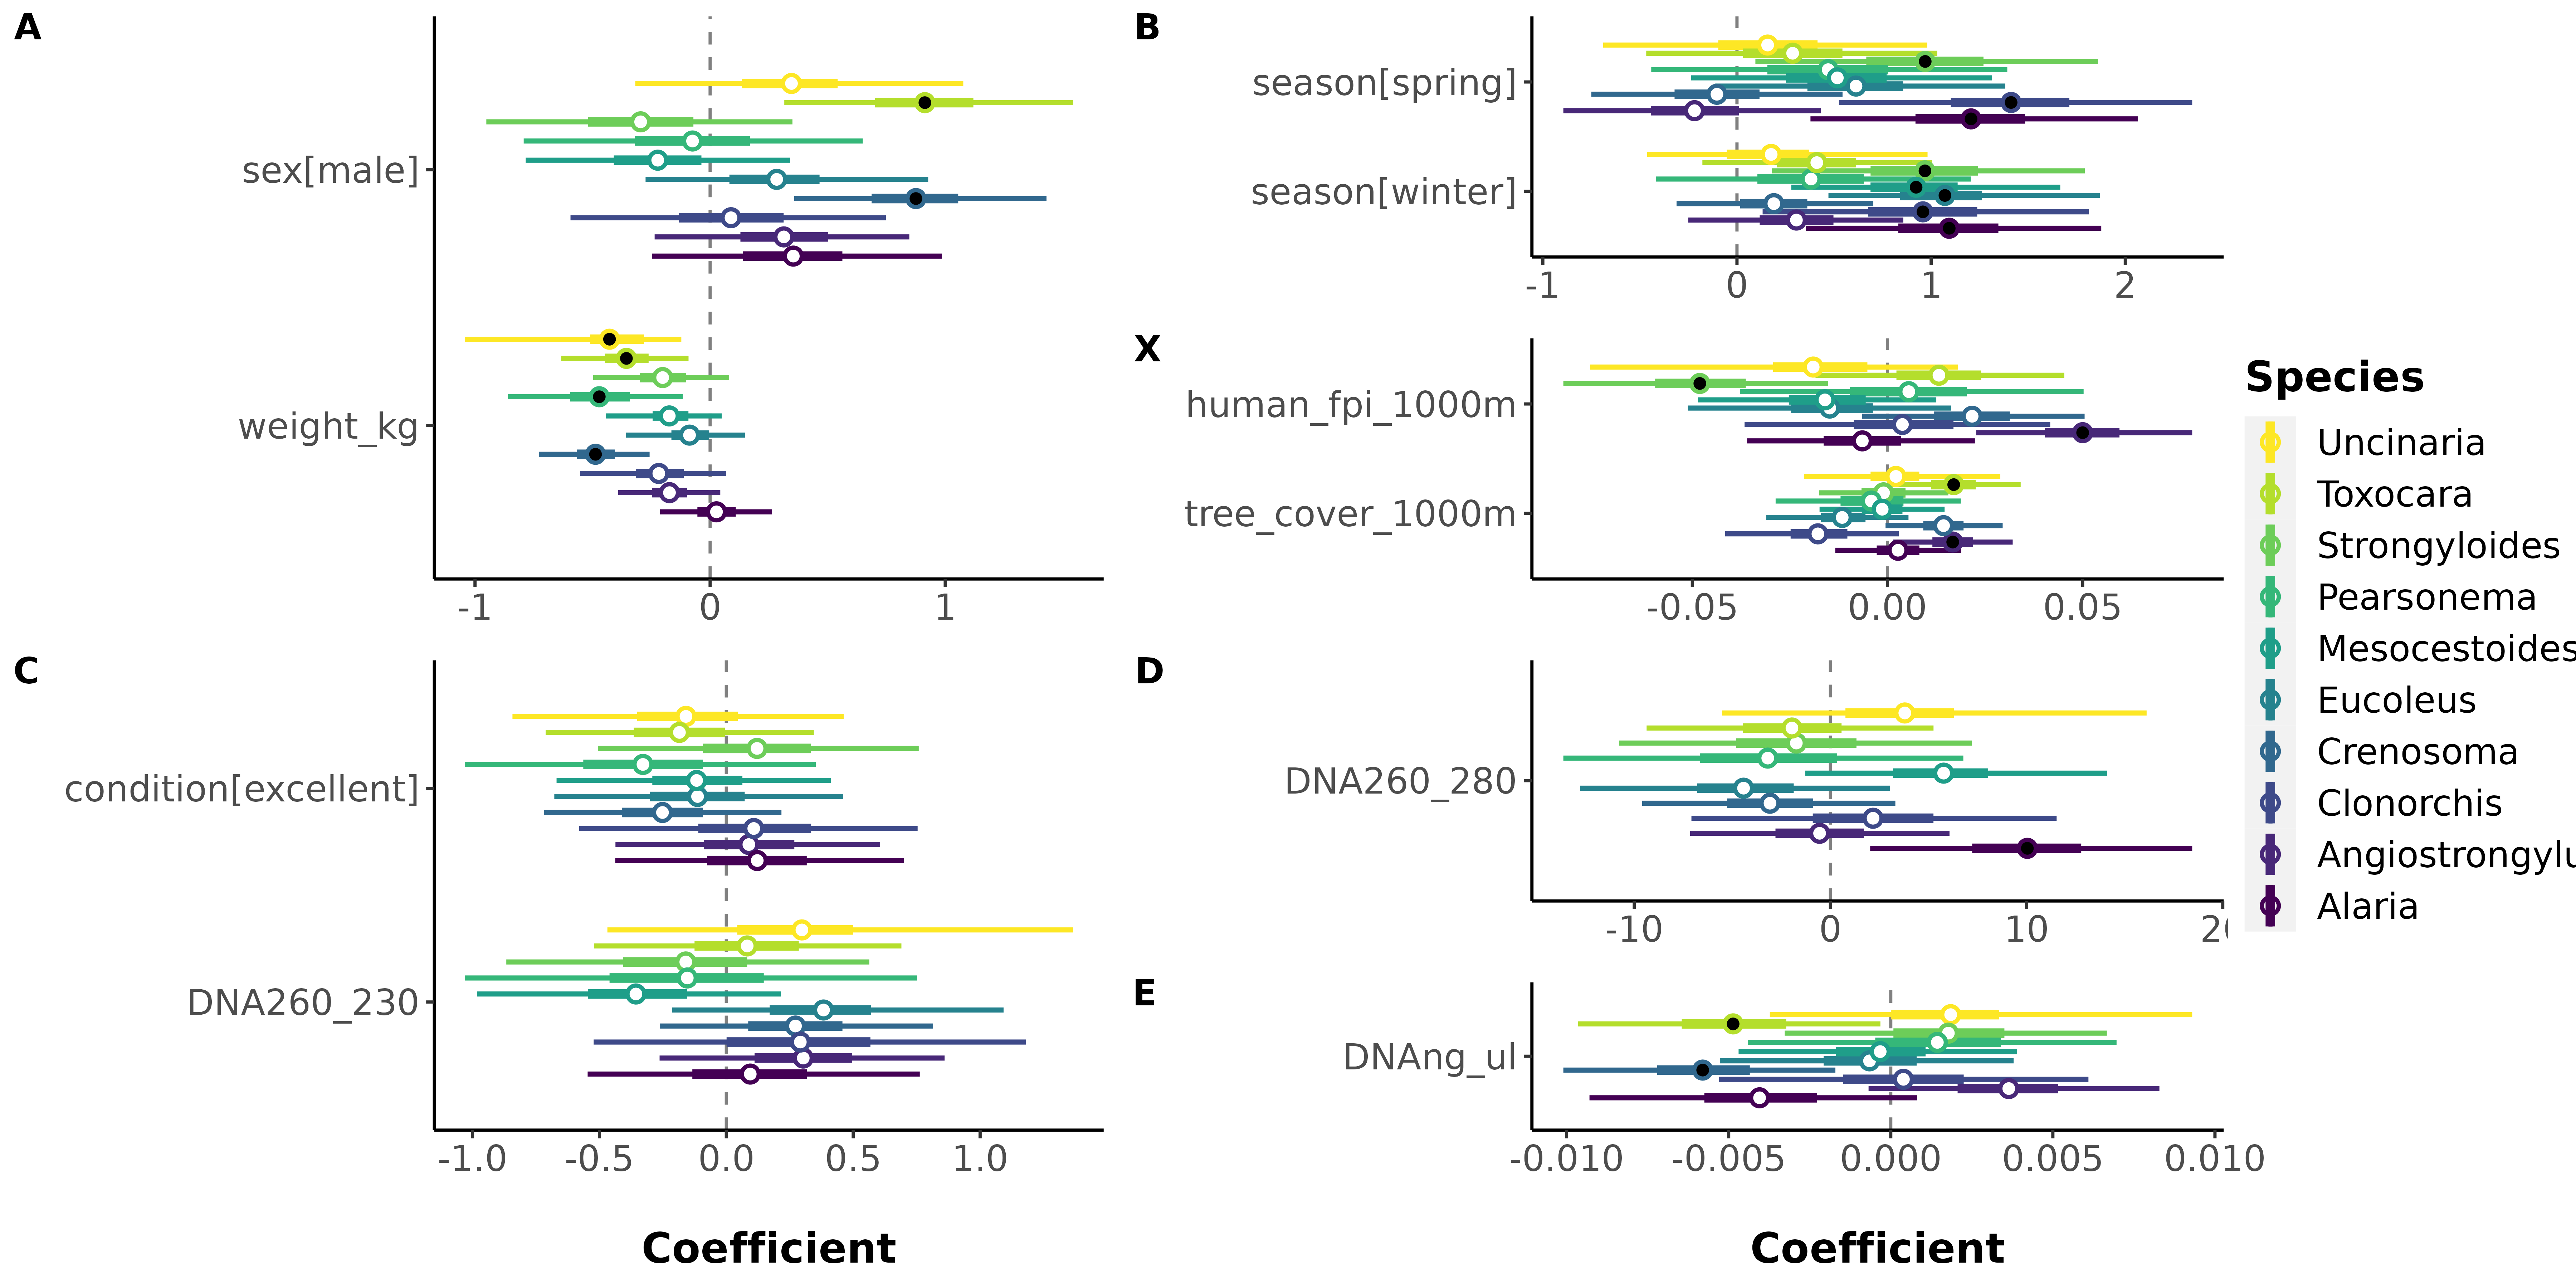 A
sex[male]
weight_kg
-1 0 1
B
season[spring]
season[winter]
-1 0 1 2
X
human_fpi_1000m
tree_cover_1000m
-0.05 0.00 0.05
C
condition[excellent]
DNA260_230
-1.0 -0.5 0.0 0.5 1.0
Coefficient
D
DNA260_280
-10 0 10 20
E
DNAng_ul
-0.010 -0.005 0.000 0.005 0.010
Coefficient
Species
Uncinaria
Toxocara
Strongyloides
Pearsonema
Mesocestoides
Eucoleus
Crenosoma
Clonorchis
Angiostrongylu
Alaria